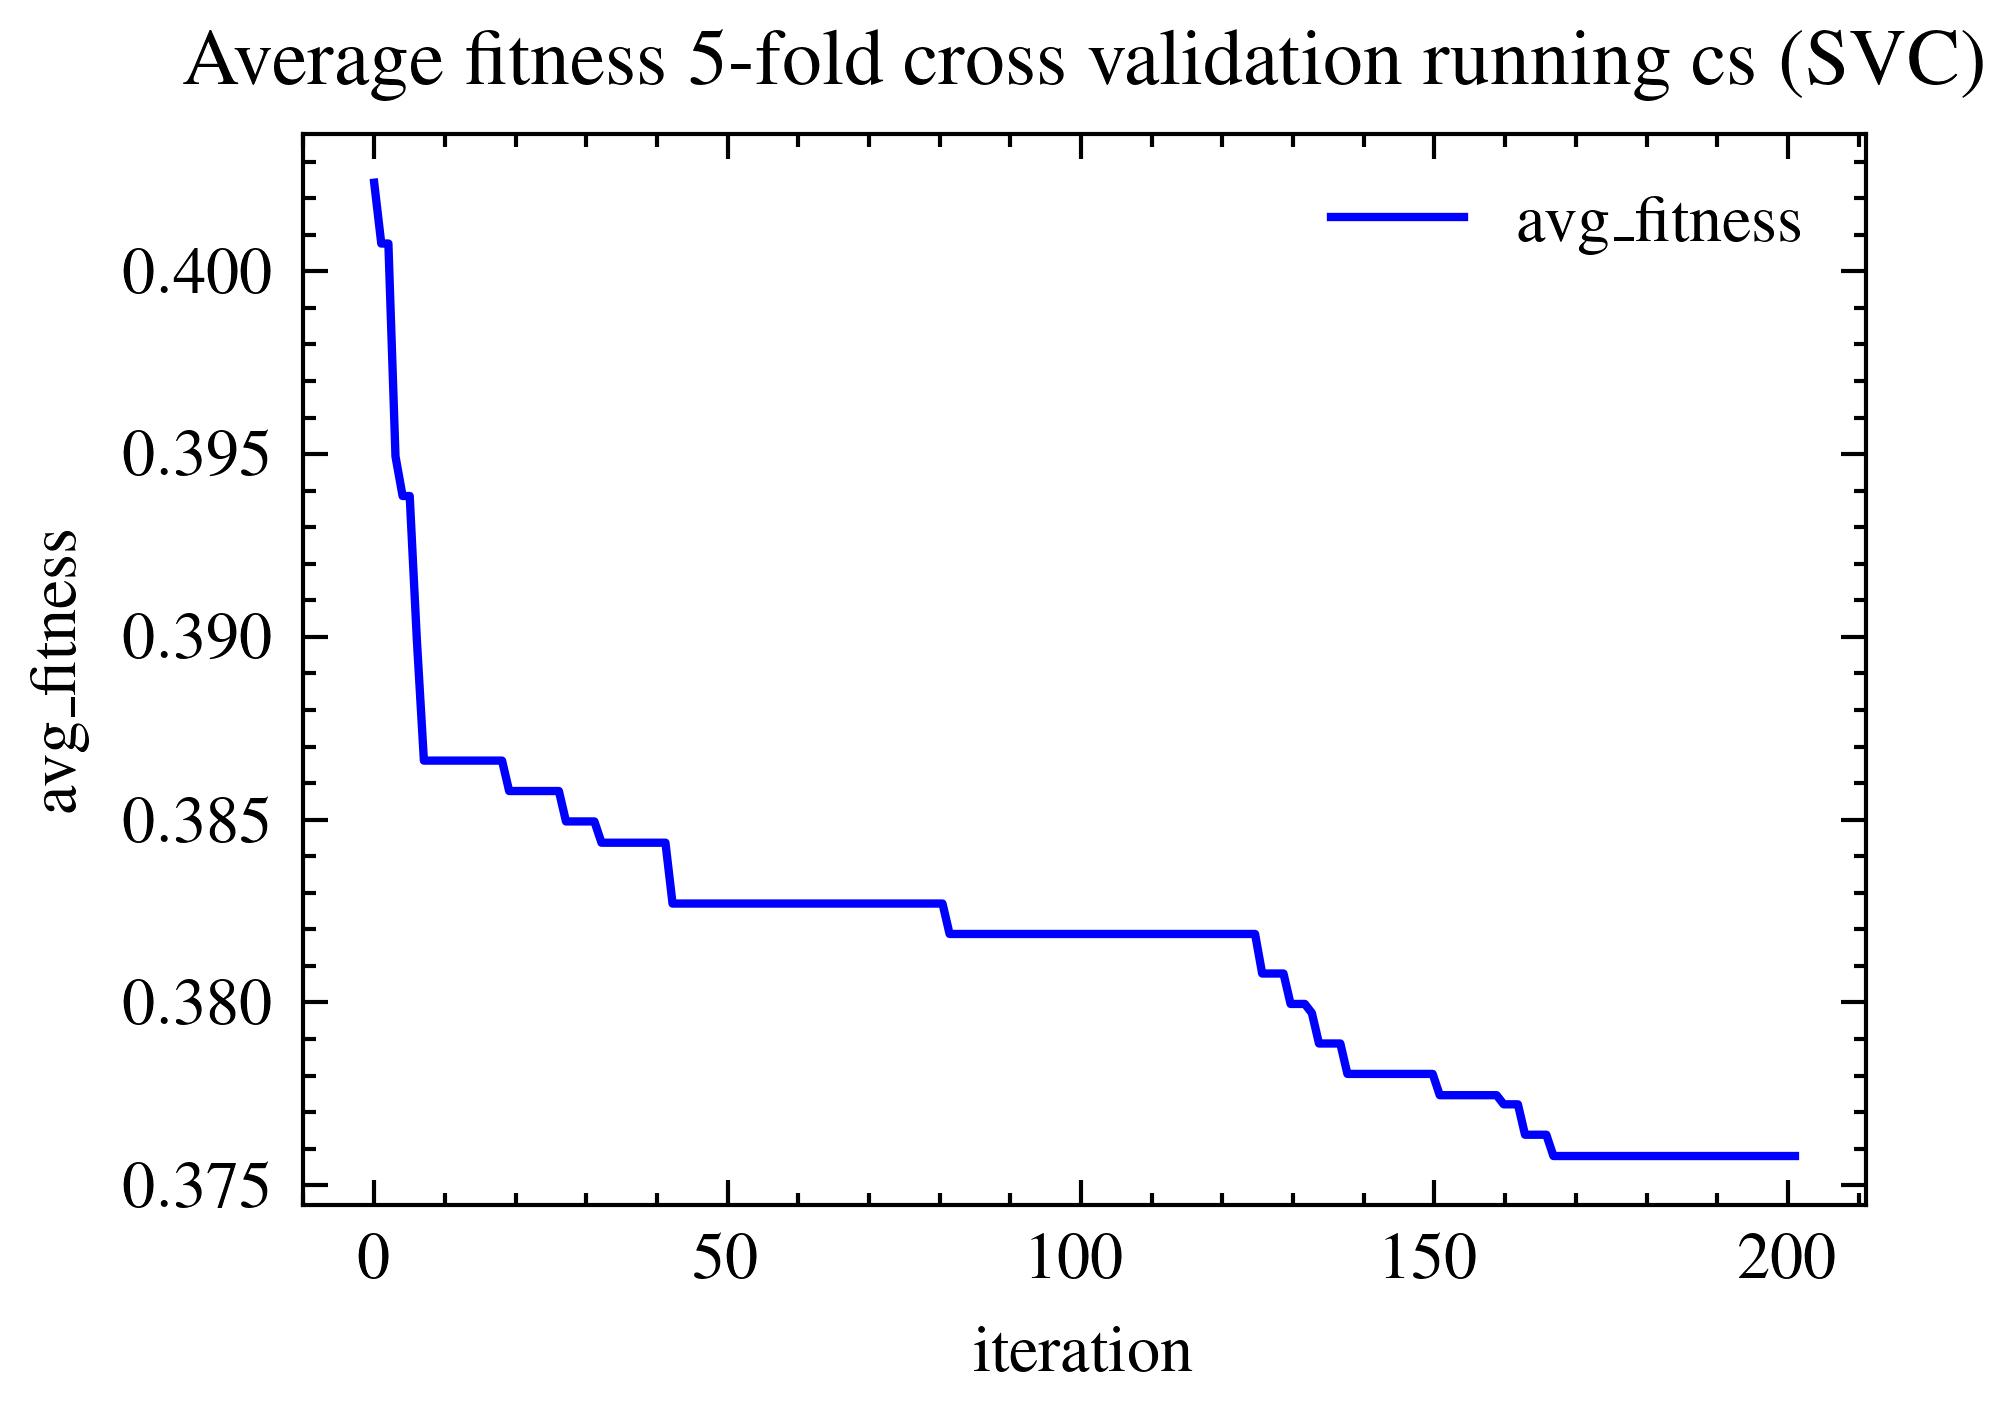 Average fitness 5-fold cross validation running cs (SVC)
avg_fitness
0.400
0.395
0.390
0.385
0.380
0.375
avg_fitness
0
50
100
150
200
iteration